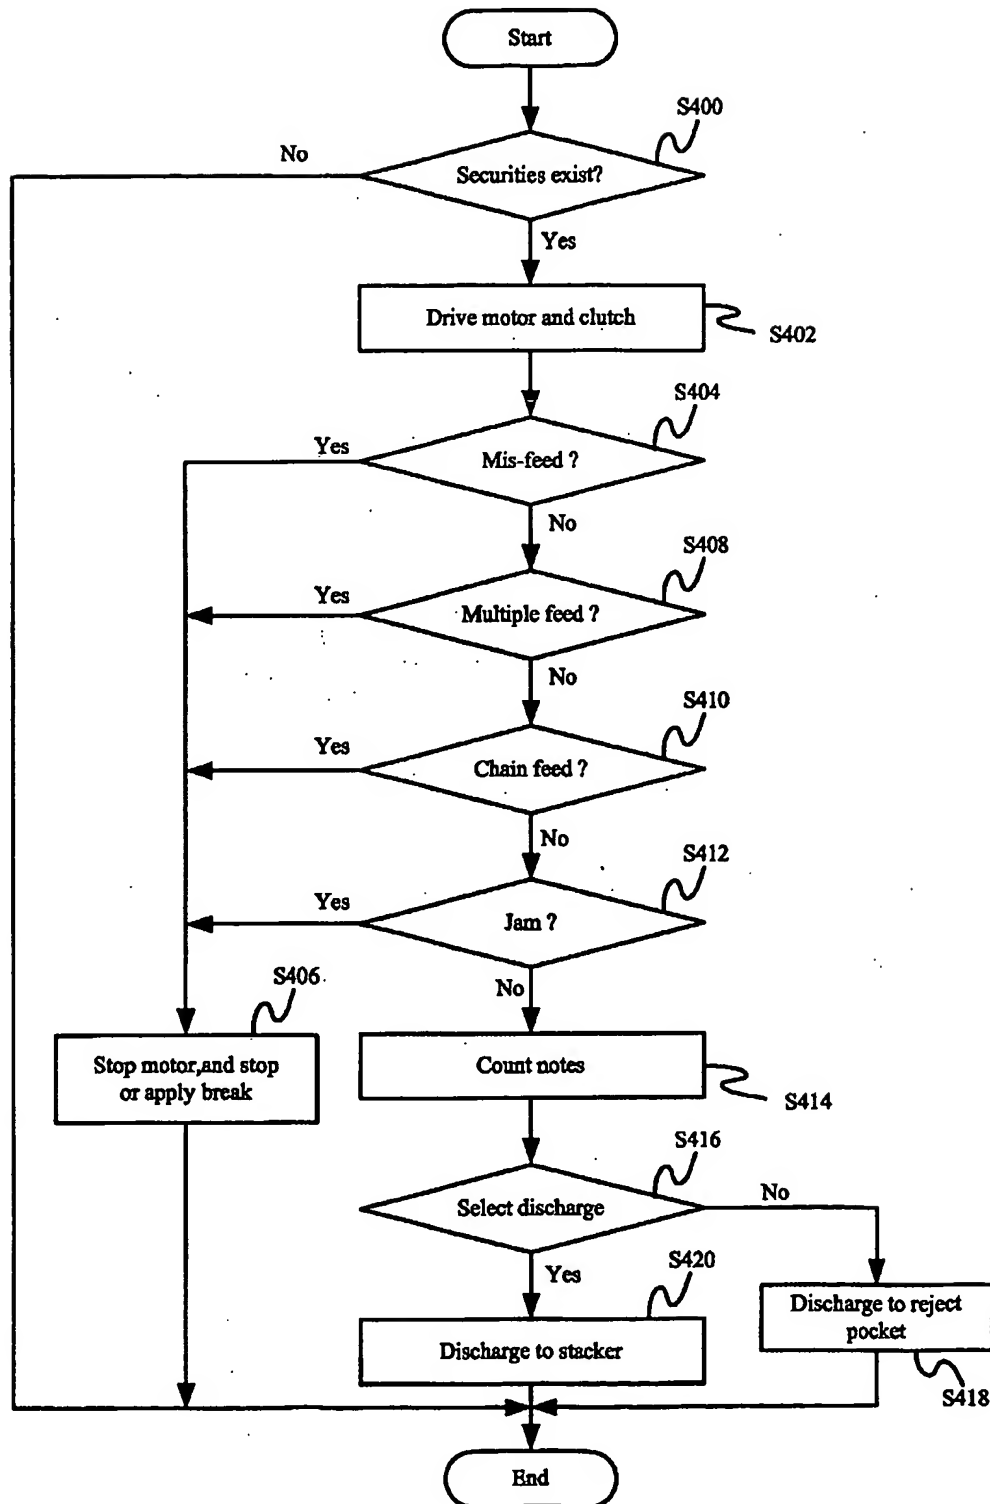 Start
S400
No
Securities exist?
Yes
Drive motor and clutch
S402
S404
Yes
Mis-feed ?
No
S408
Yes
Multiple feed ?
No
S410
Yes
Chain feed ?
No
S412
Yes
Jam ?
No
S406
Stop motor,and stop
or apply break
Count notes
S414
S416
Select discharge
No
Yes
S420
Discharge to reject
pocket
Discharge to stacker
S418
End